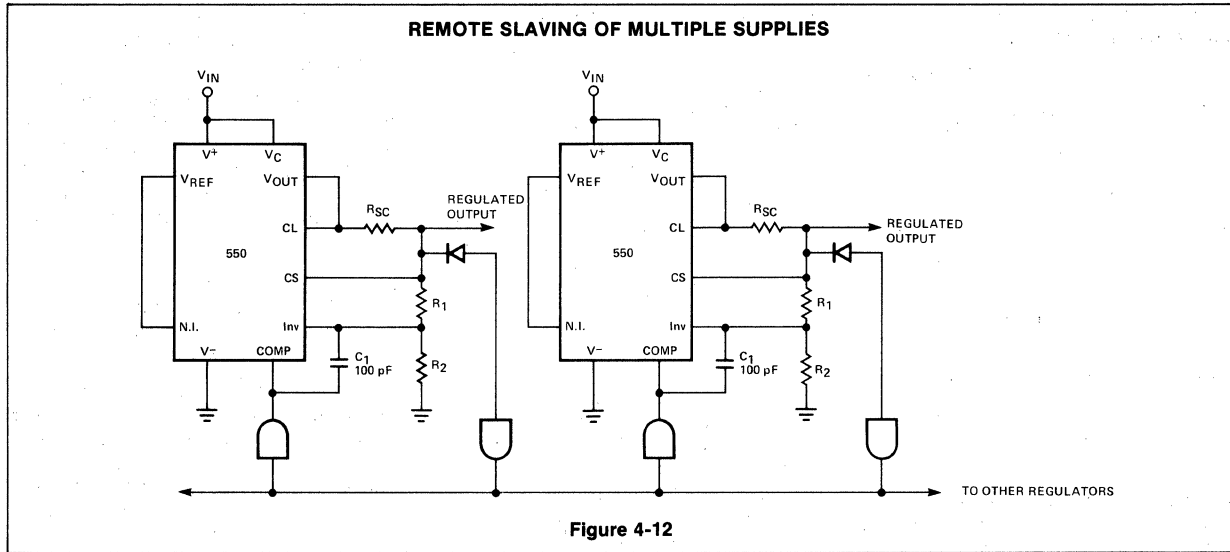 REMOTE SLAVING OF MULTIPLE SUPPLIES
VIN
V+
VC
VREF
VOUT
RSC
REGULATED
OUTPUT
CL
550
CS
R1
N.I.
Inv
V-
COMP
C1
100 pF
R2
VIN
V+
VC
VREF
VOUT
RSC
REGULATED
OUTPUT
CL
550
CS
R1
N.I.
Inv
V-
COMP
C1
100 pF
R2
TO OTHER REGULATORS
Figure 4-12